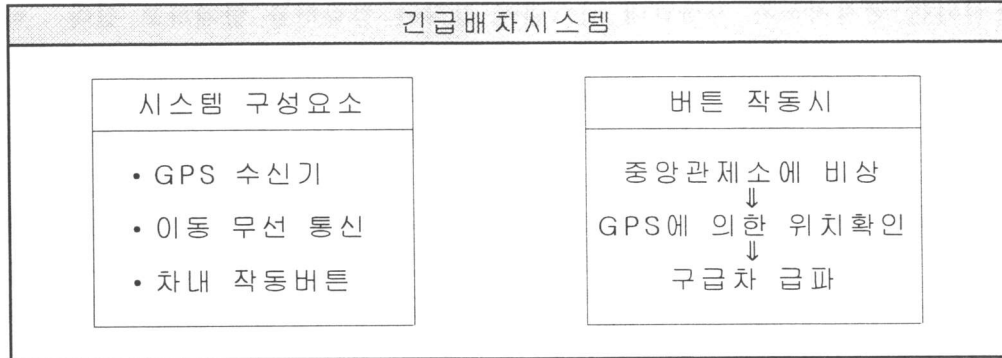 긴급배차시스템
시스템 구성요소
• GPS 수신기
• 이동 무선 통신
• 차내 작동버튼
버튼 작동시
중앙관제소에 비상
⇓
GPS에 의한 위치확인
⇓
구급차 급파